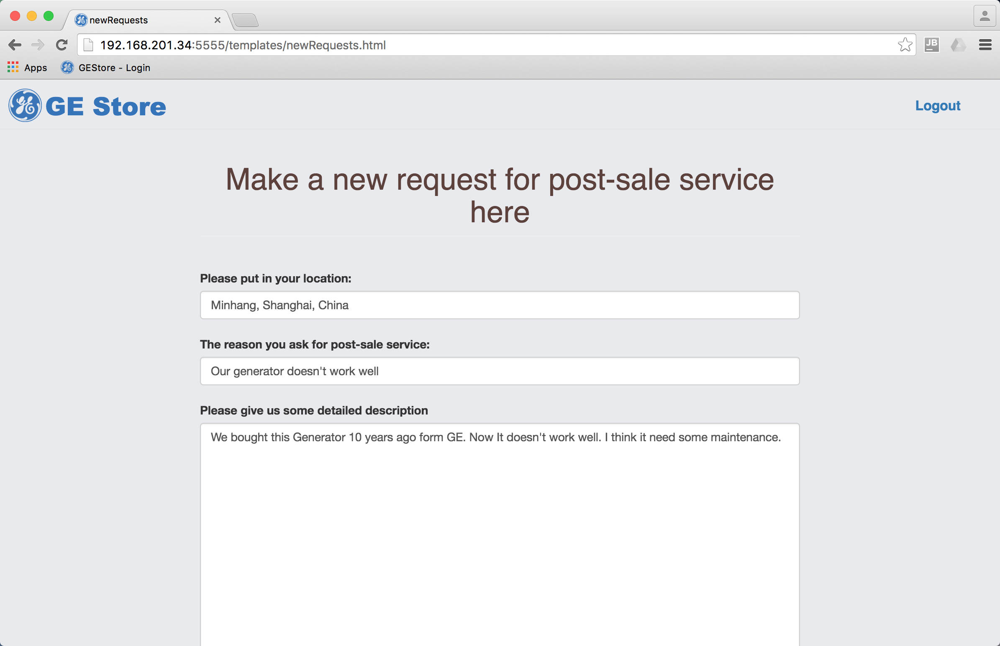 newRequests
192.168.201.34:5555/templates/newRequests.html
JB
Apps
GEStore - Login
GE Store
Logout
Make a new request for post-sale service
here
Please put in your location:
Minhang, Shanghai, China
The reason you ask for post-sale service:
Our generator doesn't work well
Please give us some detailed description
We bought this Generator 10 years ago form GE. Now It doesn't work well. I think it need some maintenance.